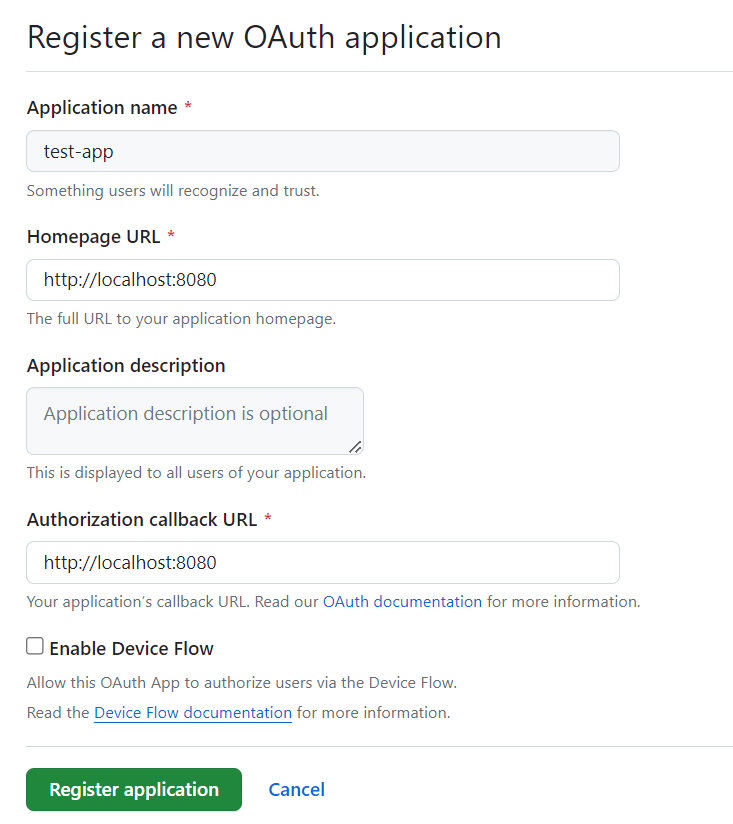 Register a new OAuth application
Application name *
test-app
Something users will recognize and trust.
Homepage URL *
http://localhost:8080
The full URL to your application homepage.
Application description
Application description is optional
This is displayed to all users of your application.
Authorization callback URL *
http://localhost:8080
Your application’s callback URL. Read our OAuth documentation for more information.
Enable Device Flow
Allow this OAuth App to authorize users via the Device Flow.
Read the Device Flow documentation for more information.
Register application Cancel